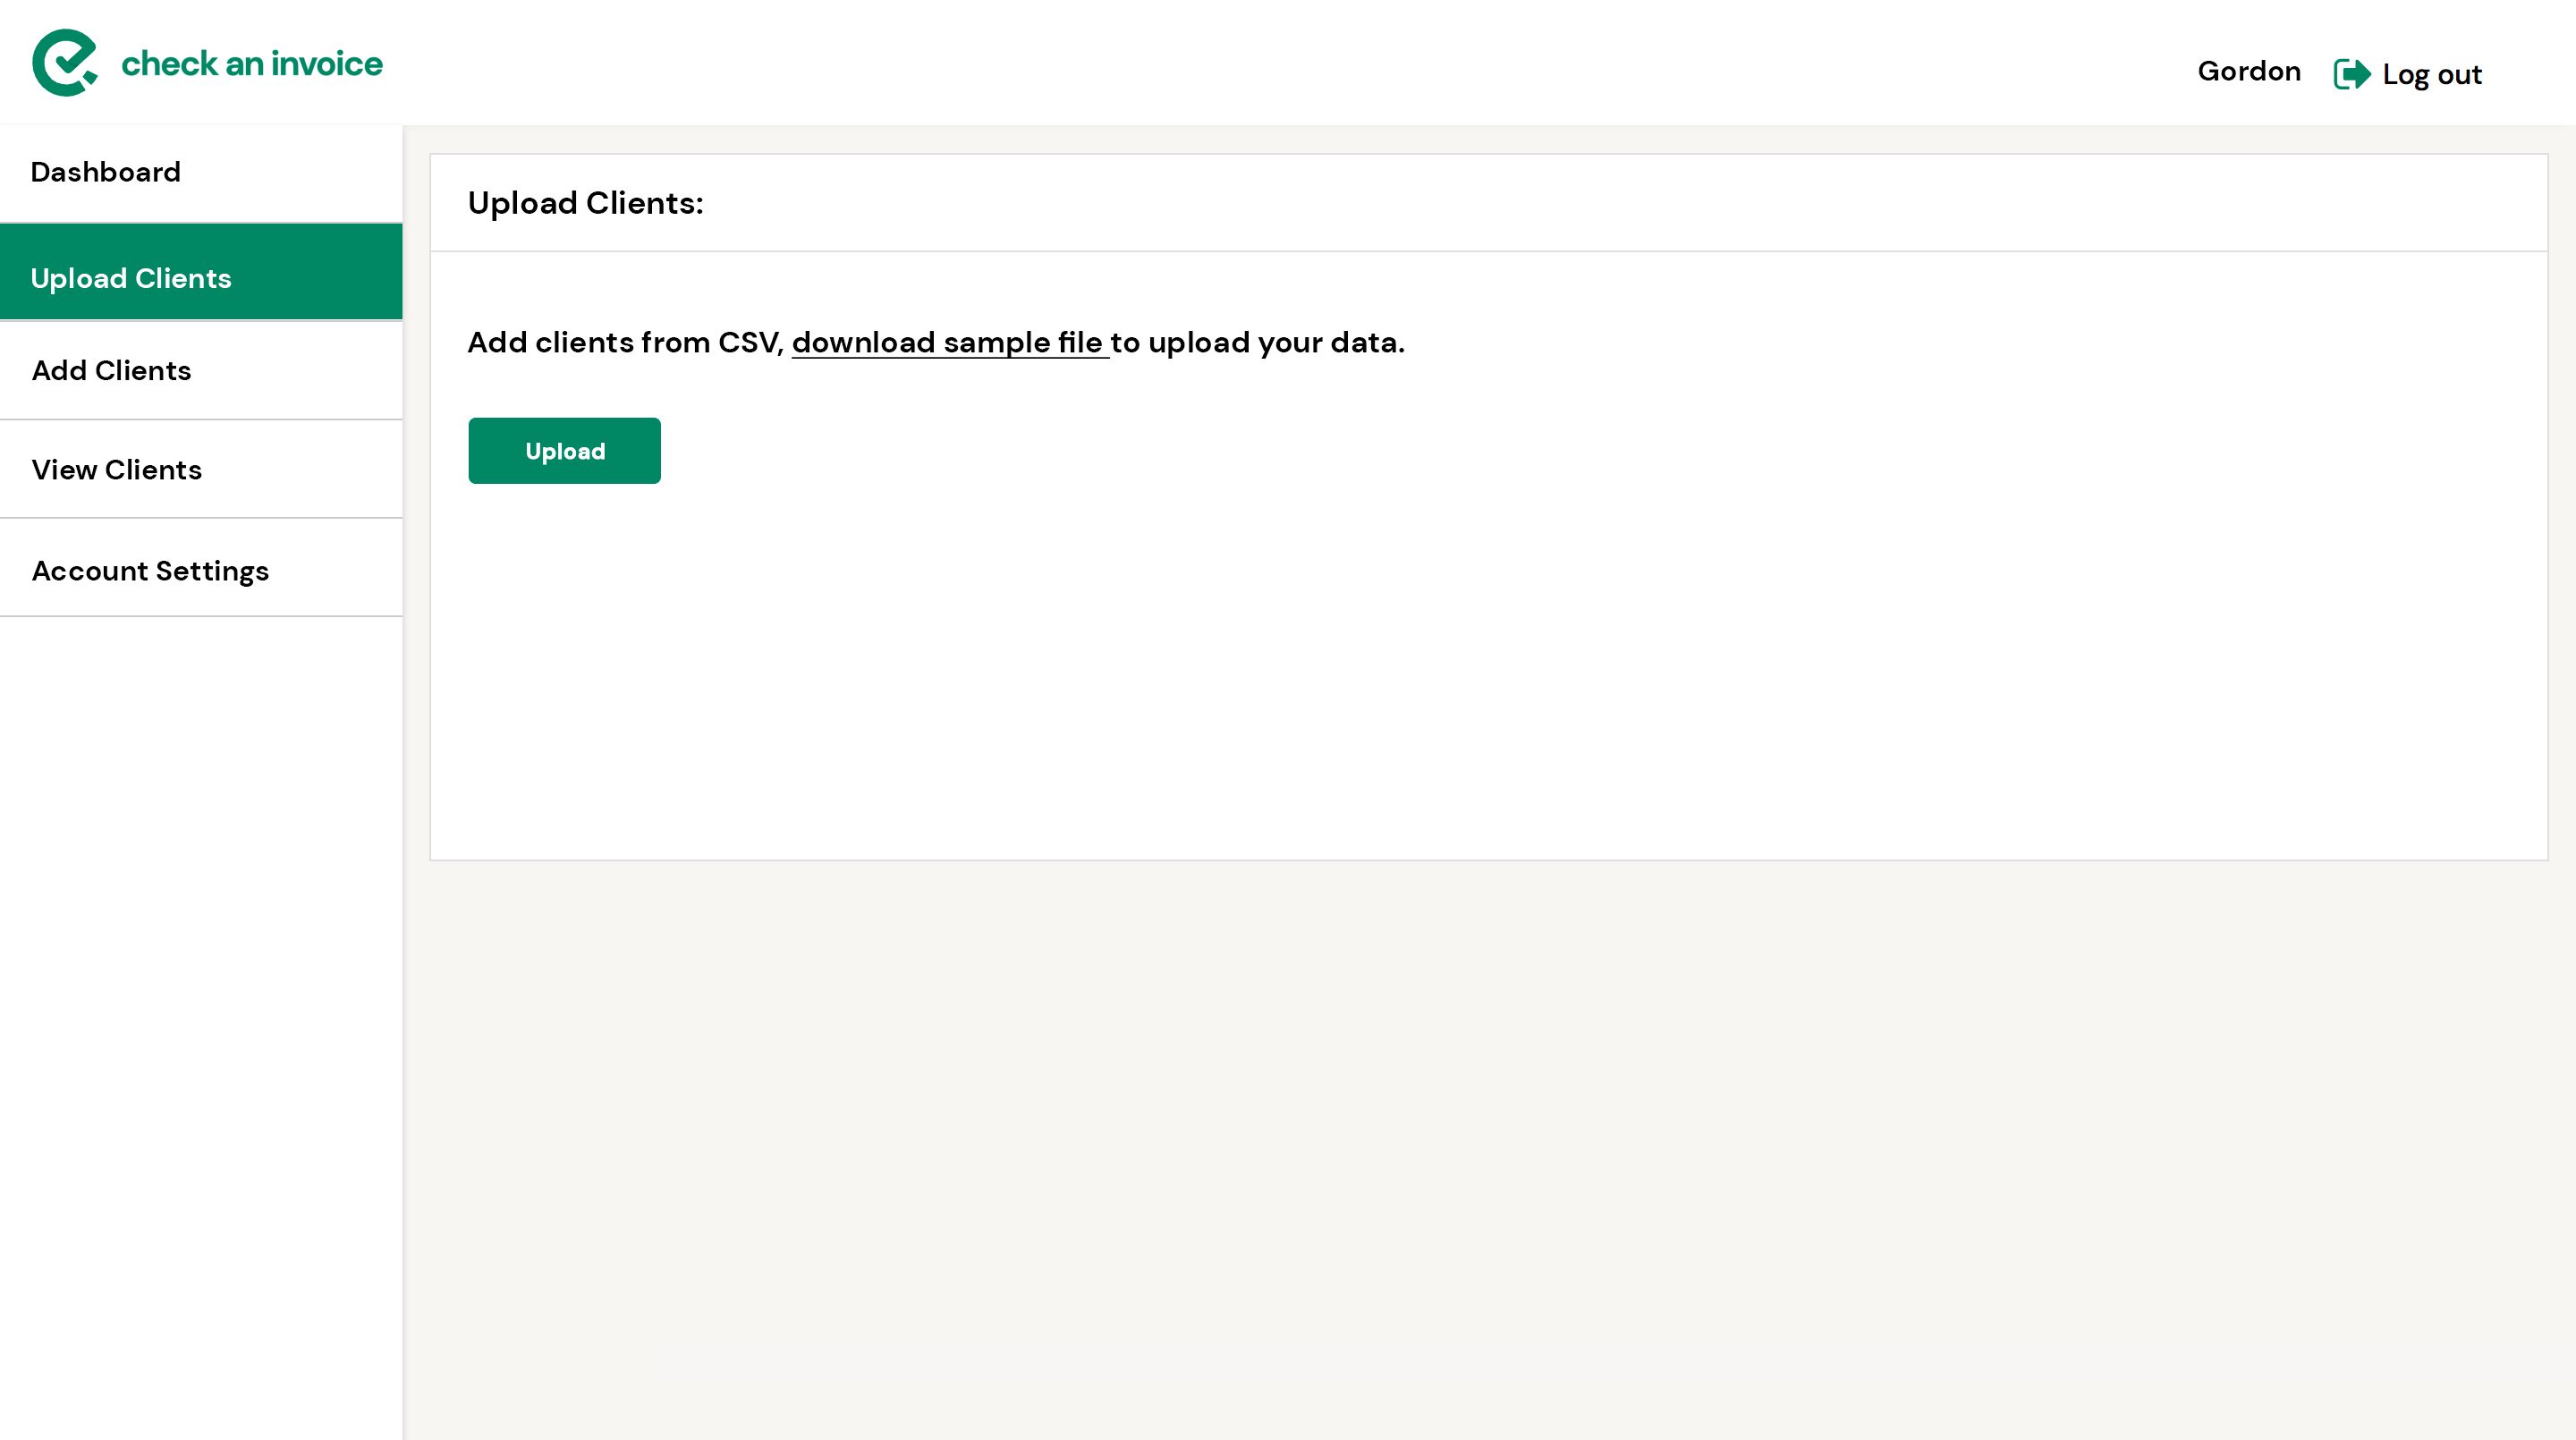 check an invoice
Gordon
Log out
Dashboard
Upload Clients
Add Clients
View Clients
Account Settings
Upload Clients:
Add clients from CSV, download sample file to upload your data.
Upload